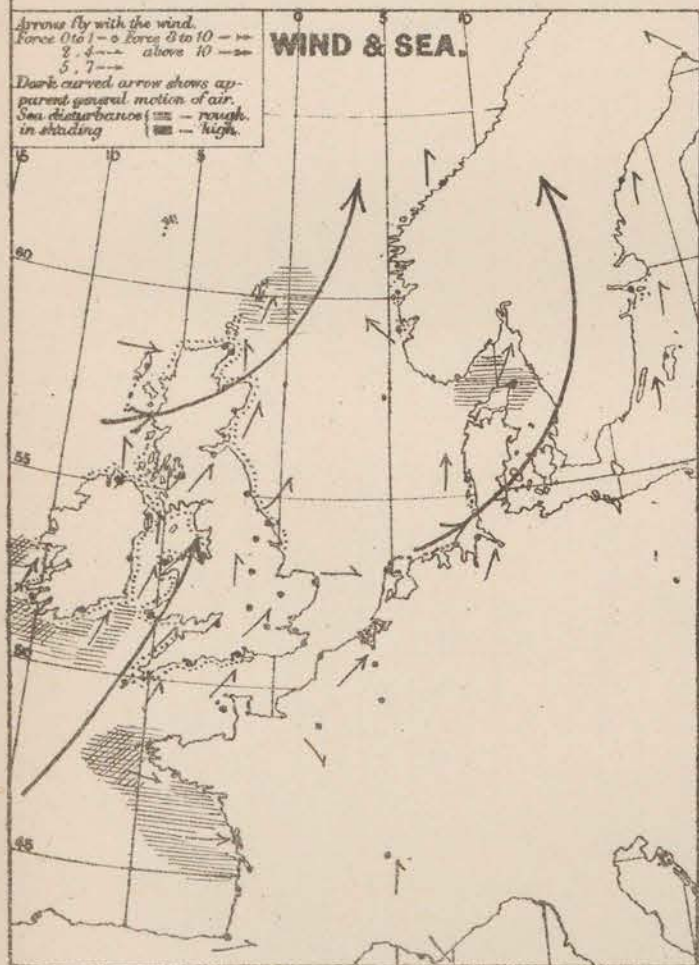 Arrows fly with the wind.
Force 0 to 1 Force 8 to 10
2 . 4 above 10
5 , 7
Dark curved arrow shows ap-
parent general motion of air.
Sea disturbance rough.
in shading high.
WIND & SEA.
15 10 5 0 5 10
60
55
50
45